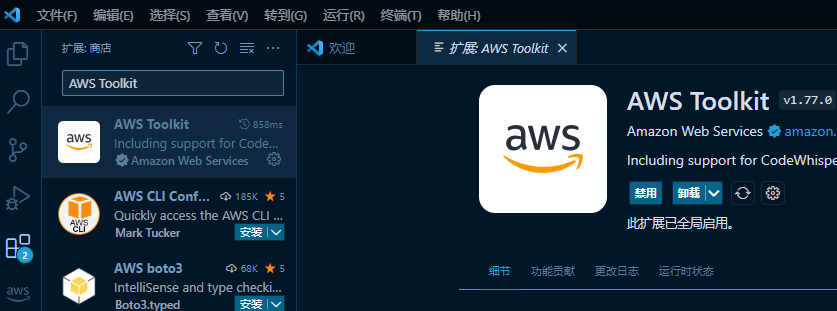 文件(F) 编辑(E) 选择(S) 查看(V) 转到(G) 运行(R) 终端(T) 帮助(H)
扩展: 商店
AWS Toolkit
AWS Toolkit 858ms
Including support for Code...
Amazon Web Services
AWS CLI Conf... 185K 5
Quickly access the AWS CLI ...
Mark Tucker 安装
AWS CLI
AWS boto3 68K 5
IntelliSense and type checki...
Boto3.typed 安装
2
aws
aws
欢迎 扩展: AWS Toolkit
aws
AWS Toolkit v1.77.0
Amazon Web Services amazon.
Including support for CodeWhispe
禁用 卸载
此扩展已全局启用。
细节 功能贡献 更改日志 运行时状态